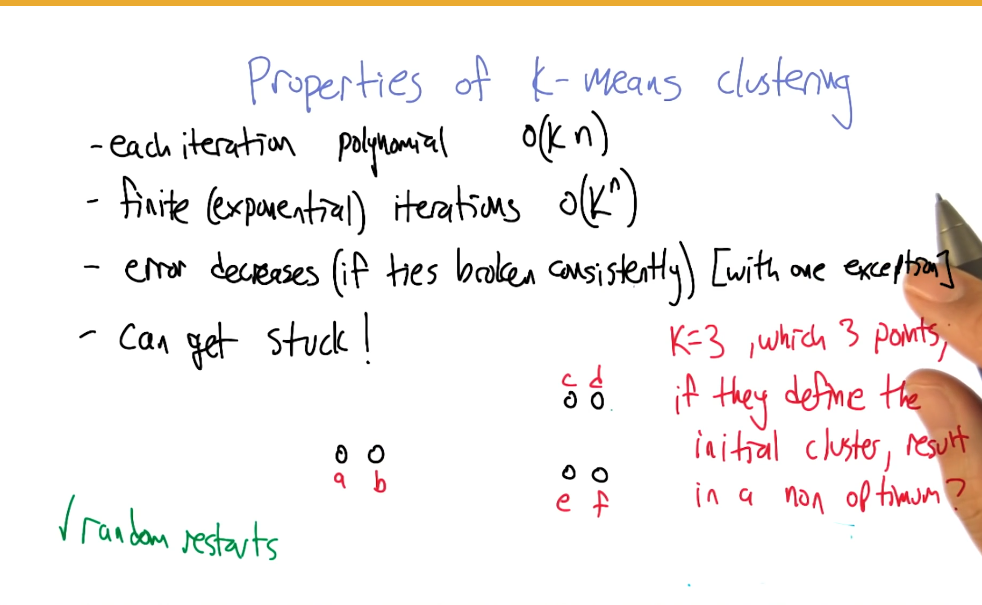 Properties of K-means clustering
- each iteration polynomial O(kn)
- finite (exponential) iterations O(K^n)
- error decreases (if ties broken consistently) [with one exception]
- can get stuck!
K=3, which 3 points,
if they define the
initial cluster, result
in a non optimum?
c d
a b
e f
√random restarts